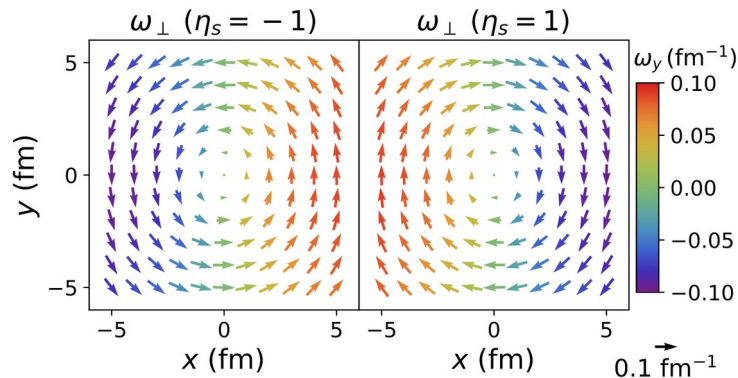 ω⊥ (ηs = −1)
ω⊥ (ηs = 1)
ωy (fm⁻¹)
y (fm)
5
0
−5
−5 0 5
−5 0 5
x (fm)
x (fm)
0.10
0.05
0.00
−0.05
−0.10
0.1 fm⁻¹